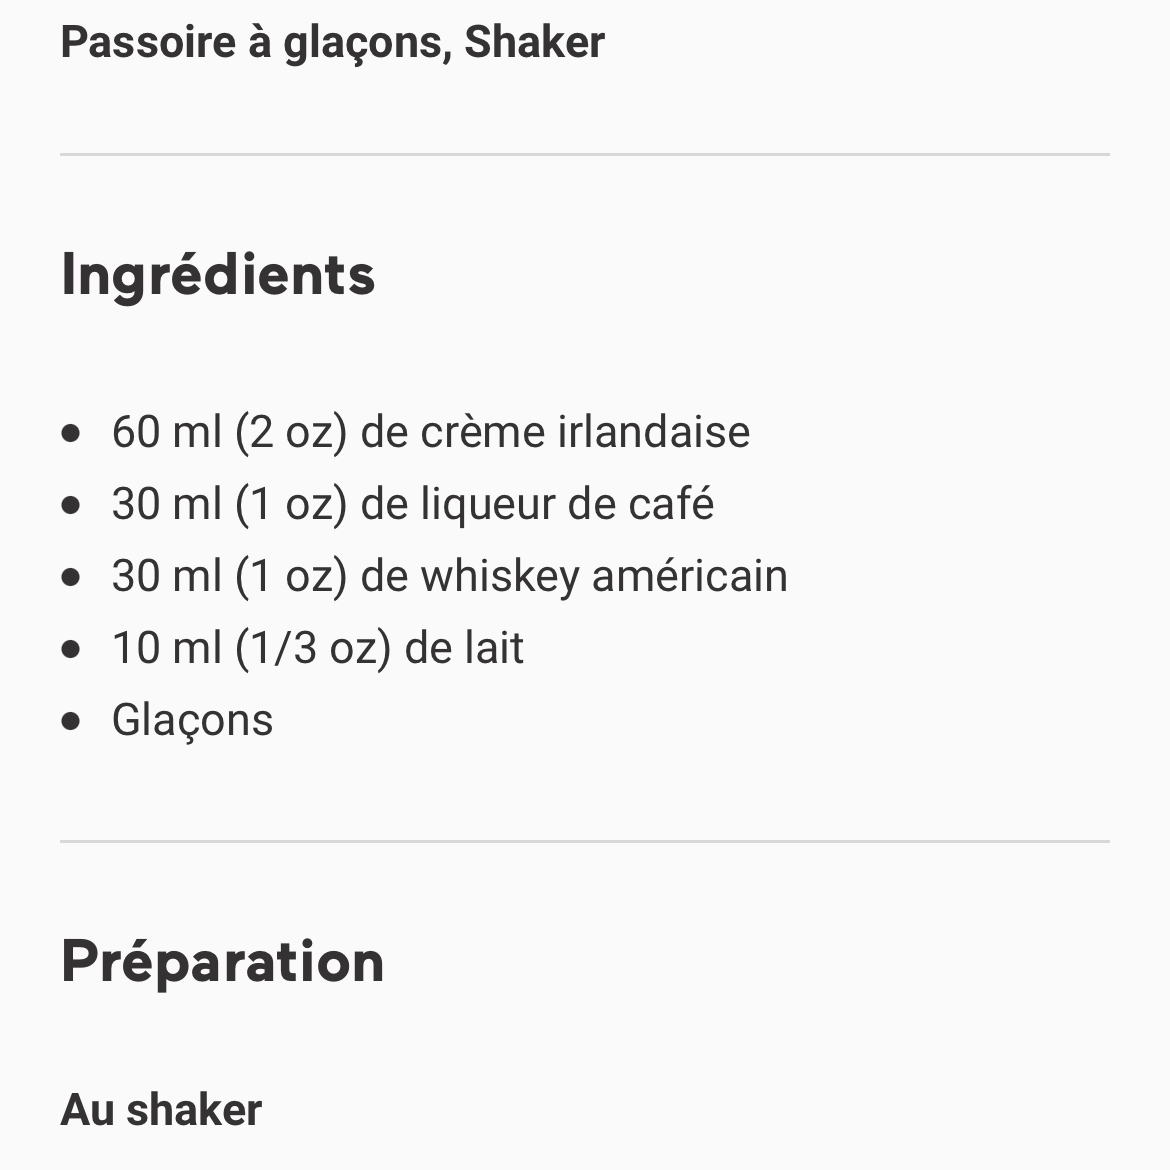 Passoire à glaçons, Shaker
Ingrédients
• 60 ml (2 oz) de crème irlandaise
• 30 ml (1 oz) de liqueur de café
• 30 ml (1 oz) de whiskey américain
• 10 ml (1/3 oz) de lait
• Glaçons
Préparation
Au shaker